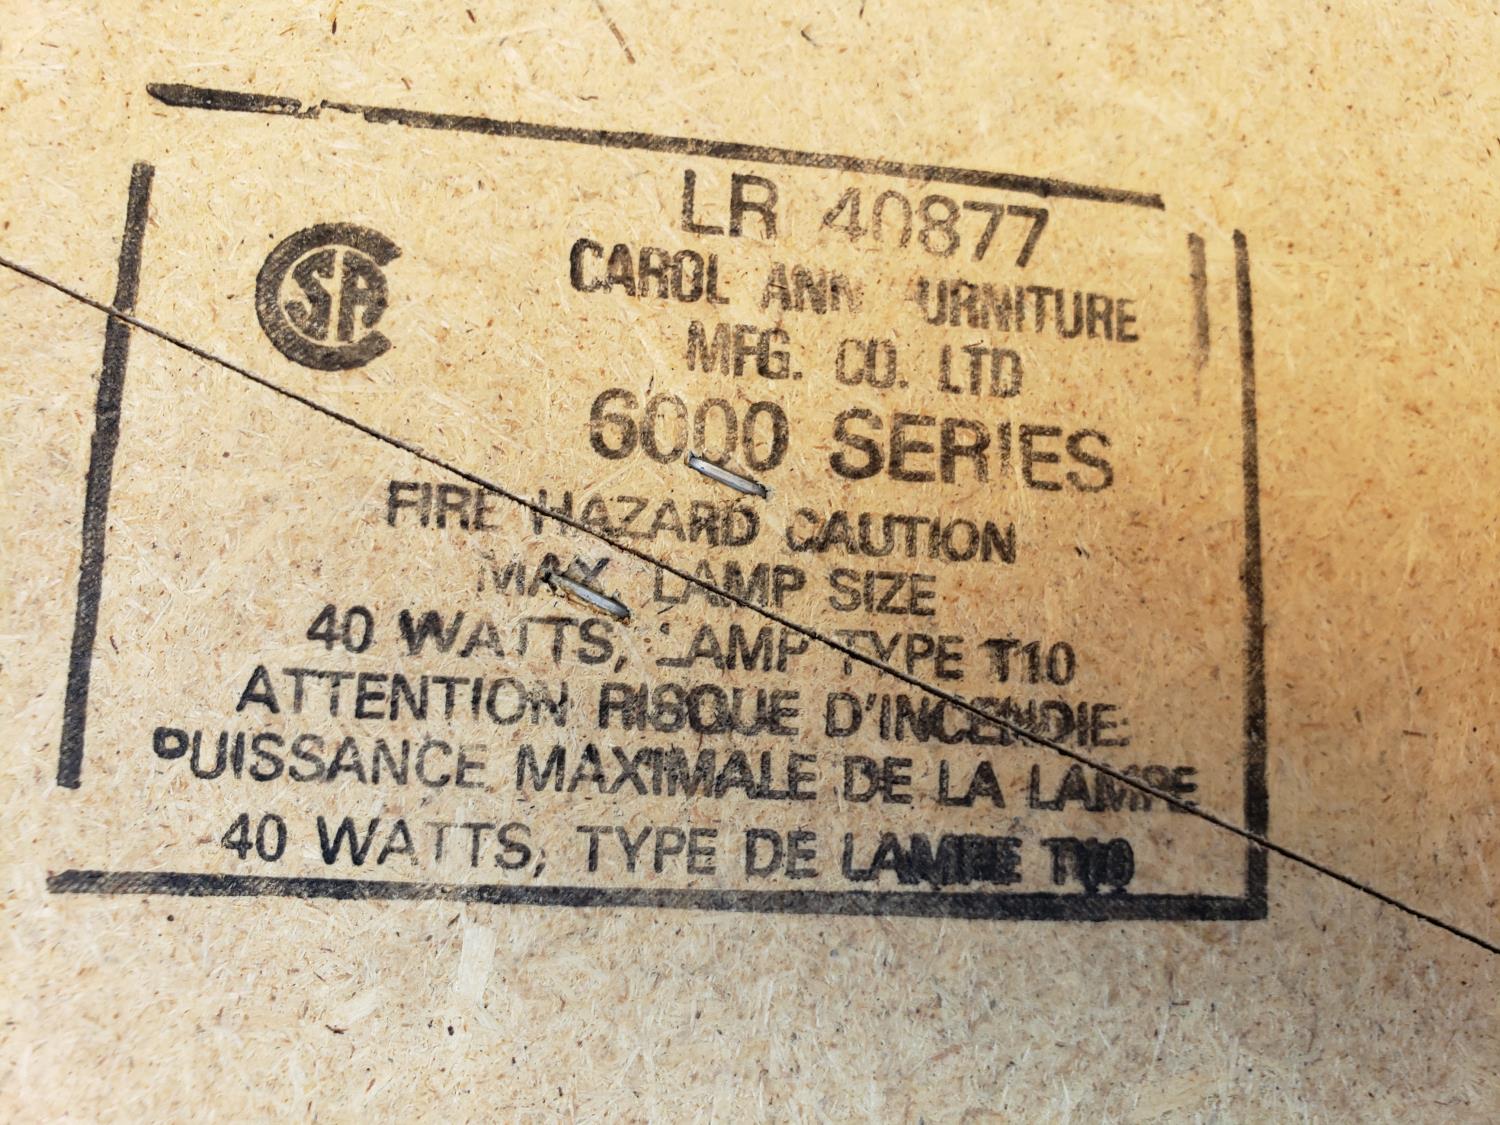 CSA
LR 40877
CAROL ANN URNITURE
MFG. CO. LTD
6000 SERIES
FIRE HAZARD CAUTION
MAX. LAMP SIZE
40 WATTS, LAMP TYPE T10
ATTENTION RISQUE D'INCENDIE:
PUISSANCE MAXIMALE DE LA LAMPE
40 WATTS, TYPE DE LAMPE T10